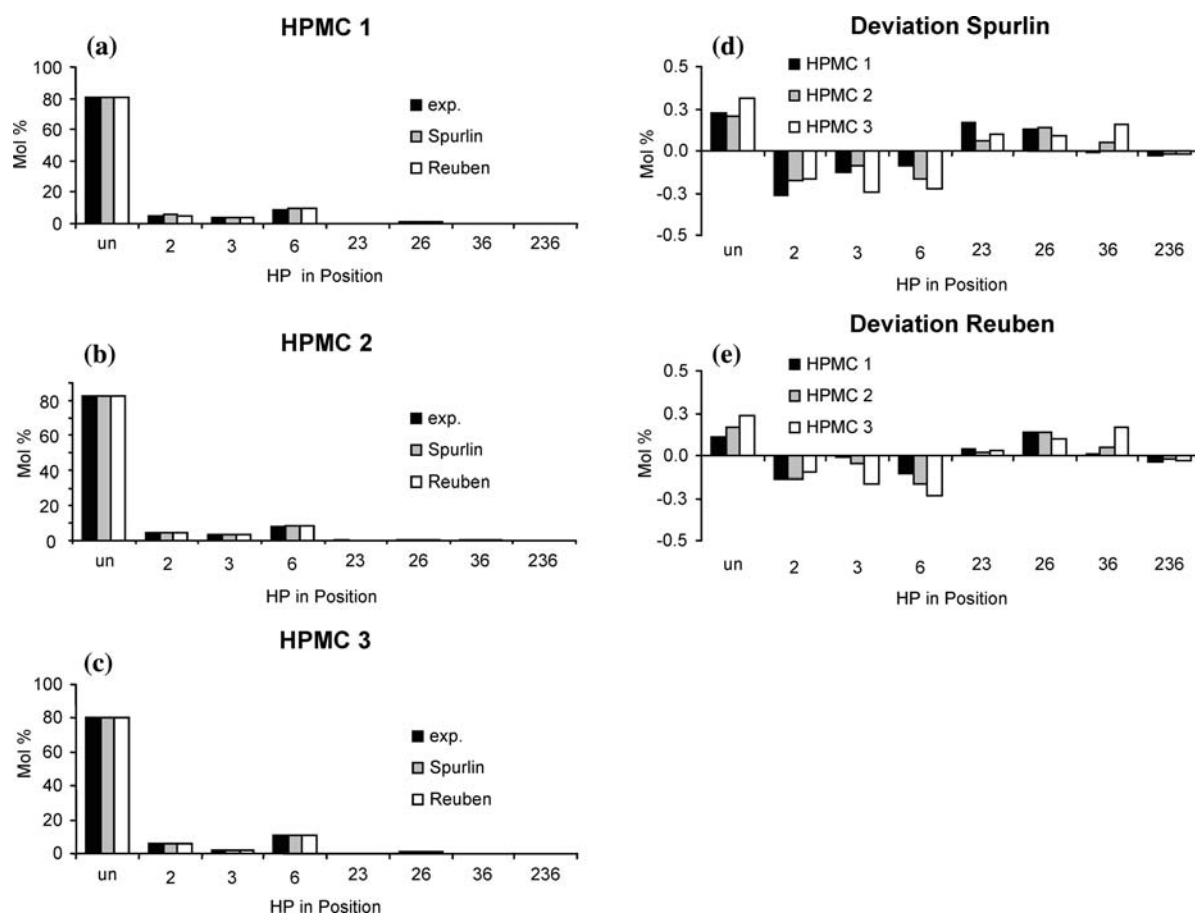 HPMC 1
(a)
Mol %
100
80
60
40
20
0
exp.
Spurlin
Reuben
un 2 3 6 23 26 36 236
HP in Position
HPMC 2
(b)
Mol %
80
60
40
20
0
exp.
Spurlin
Reuben
un 2 3 6 23 26 36 236
HP in Position
HPMC 3
(c)
Mol %
100
80
60
40
20
0
exp.
Spurlin
Reuben
un 2 3 6 23 26 36 236
HP in Position
Deviation Spurlin
(d)
Mol %
0.5
0.3
0.0
-0.3
-0.5
HPMC 1
HPMC 2
HPMC 3
un 2 3 6 23 26 36 236
HP in Position
Deviation Reuben
(e)
Mol %
0.5
0.3
0.0
-0.3
-0.5
HPMC 1
HPMC 2
HPMC 3
un 2 3 6 23 26 36 236
HP in Position